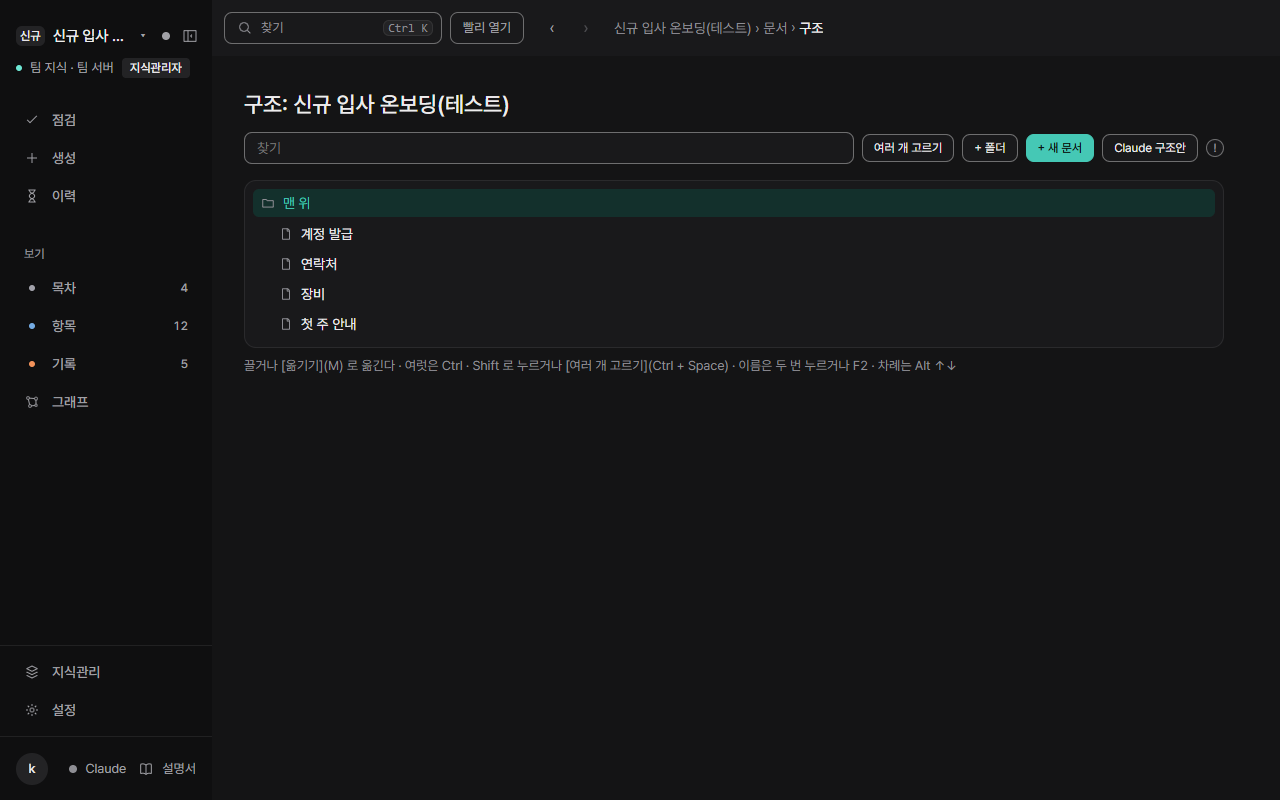 신규 신규 입사 ...
팀 지식 · 팀 서버 지식관리자
점검
생성
이력
보기
목차 4
항목 12
기록 5
그래프
지식관리
설정
k Claude 설명서
찾기 Ctrl K 빨리 열기 ‹ › 신규 입사 온보딩(테스트) › 문서 › 구조
구조: 신규 입사 온보딩(테스트)
찾기 여러 개 고르기 + 폴더 + 새 문서 Claude 구조안 !
맨 위
계정 발급
연락처
장비
첫 주 안내
끌거나 [옮기기](M) 로 옮긴다 · 여럿은 Ctrl · Shift 로 누르거나 [여러 개 고르기](Ctrl + Space) · 이름은 두 번 누르거나 F2 · 차례는 Alt ↑↓